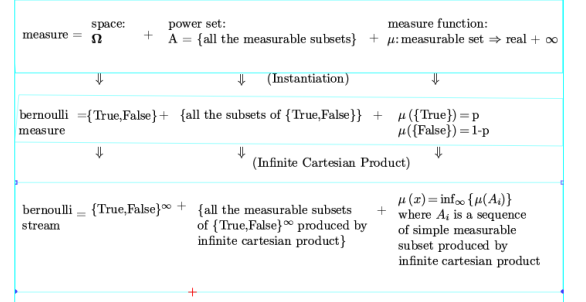 space: power set: measure function:
measure = Ω + A = {all the measurable subsets} + μ: measurable set ⇒ real + ∞
⇓ ⇓ (Instantiation) ⇓
bernoulli measure ={True,False}+ {all the subsets of {True,False}} + μ({True})=p
μ({False})=1-p
⇓ ⇓ ⇓
(Infinite Cartesian Product)
bernoulli stream = {True,False}^∞ + {all the measurable subsets
of {True,False}^∞ produced by
infinite cartesian product}
+ μ(x)=inf_∞{μ(A_i)}
where A_i is a sequence
of simple measurable
subset produced by
infinite cartesian product